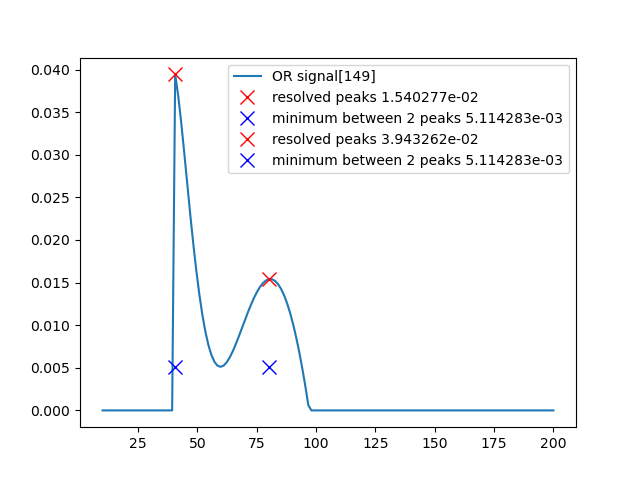 OR signal[149]
resolved peaks 1.540277e-02
minimum between 2 peaks 5.114283e-03
resolved peaks 3.943262e-02
minimum between 2 peaks 5.114283e-03
0.040
0.035
0.030
0.025
0.020
0.015
0.010
0.005
0.000
25 50 75 100 125 150 175 200